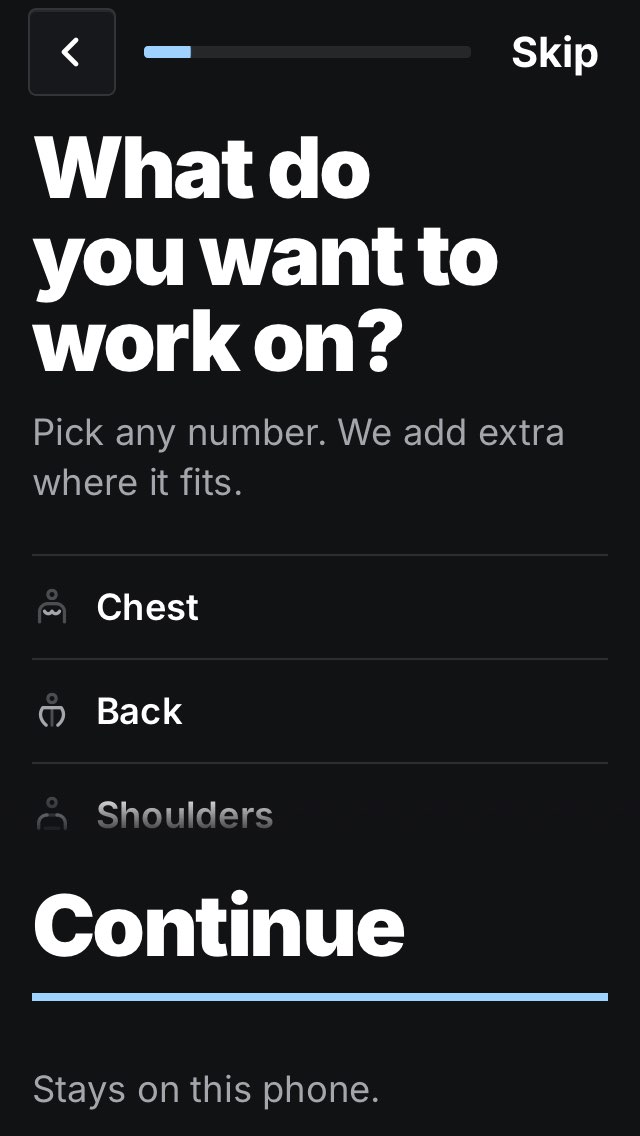 Skip
What do
you want to
work on?
Pick any number. We add extra
where it fits.
Chest
Back
Shoulders
Continue
Stays on this phone.